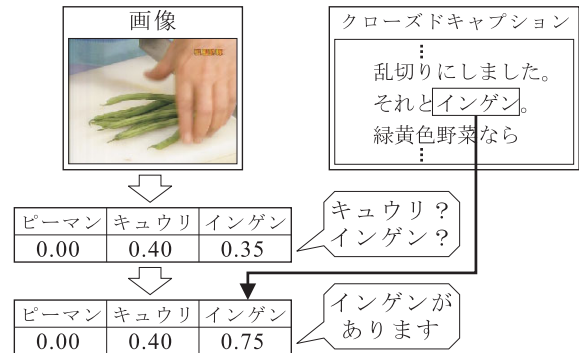 画像
クローズドキャプション
乱切りにしました。
それとインゲン。
緑黄色野菜なら
ピーマン キュウリ インゲン
0.00 0.40 0.35
キュウリ？
インゲン？
ピーマン キュウリ インゲン
0.00 0.40 0.75
インゲンが
あります